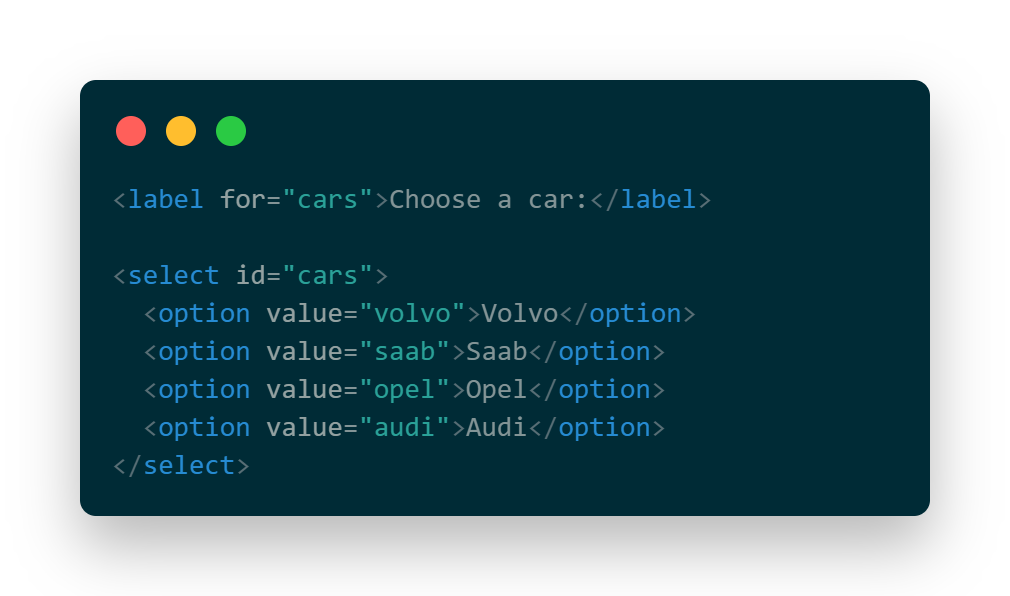 <label for="cars">Choose a car:</label>
<select id="cars">
<option value="volvo">Volvo</option>
<option value="saab">Saab</option>
<option value="opel">Opel</option>
<option value="audi">Audi</option>
</select>